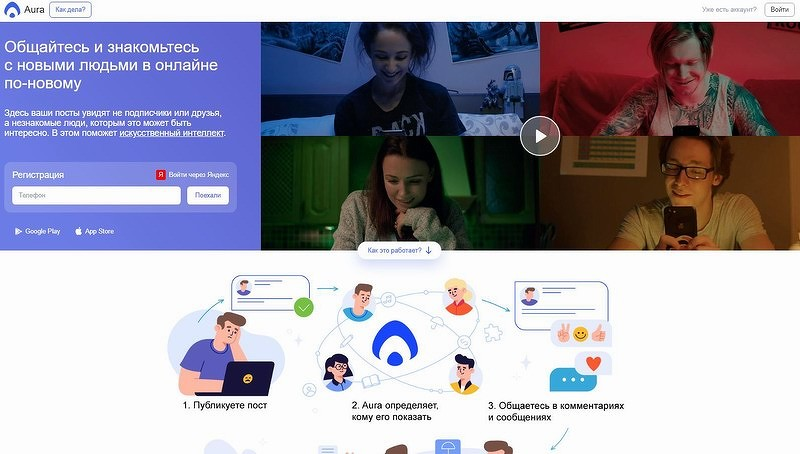 Aura
Как дела?
Уже есть аккаунт?
Войти
Общайтесь и знакомьтесь
с новыми людьми в онлайне
по-новому
Здесь ваши посты увидят не подписчики или друзья,
а незнакомые люди, которым это может быть
интересно. В этом поможет искусственный интеллект.
Регистрация
Я Войти через Яндекс
Телефон
Поехали
Google Play
App Store
Как это работает?
1. Публикуете пост
2. Aura определяет,
кому его показать
3. Общаетесь в комментариях
и сообщениях